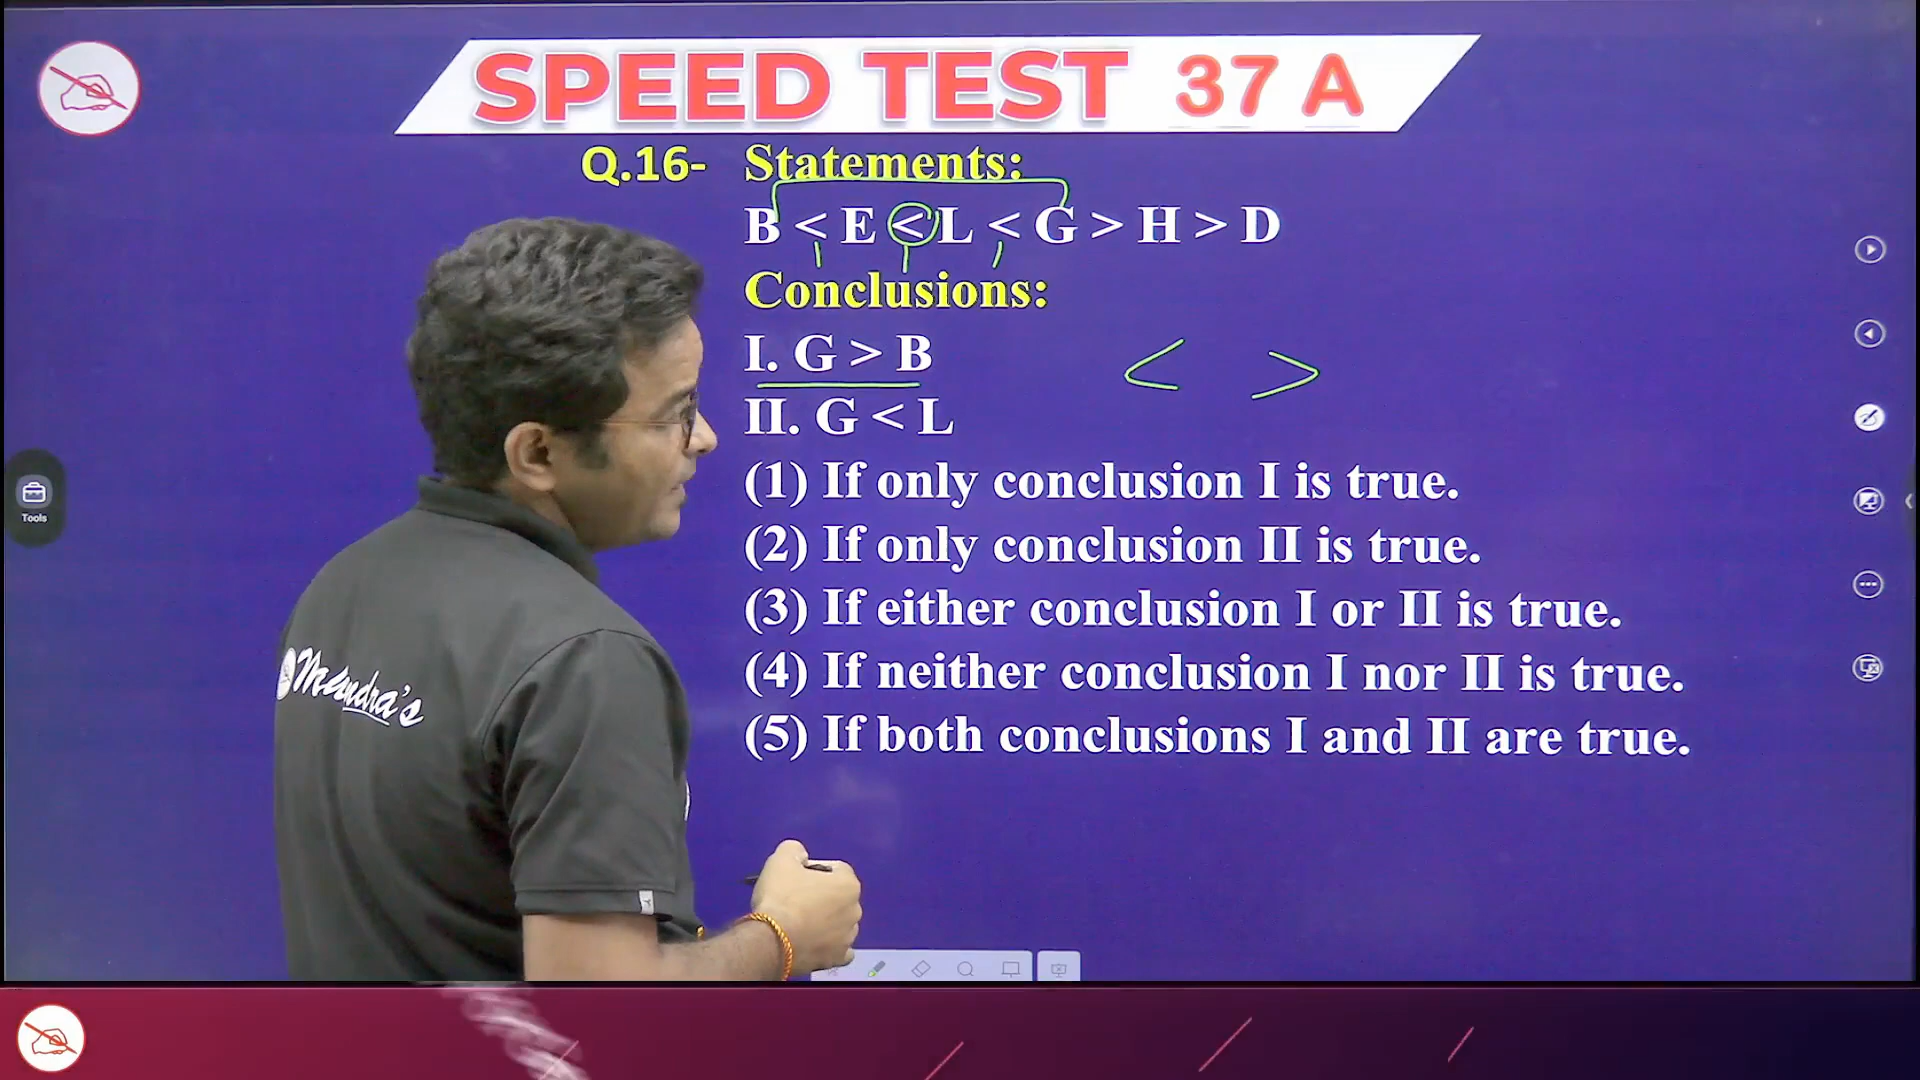 SPEED TEST 37 A
Q.16- Statements:
B < E < L < G > H > D
Conclusions:
I. G > B
< >
II. G < L
(1) If only conclusion I is true.
(2) If only conclusion II is true.
(3) If either conclusion I or II is true.
(4) If neither conclusion I nor II is true.
(5) If both conclusions I and II are true.
Tools
Mahendra's